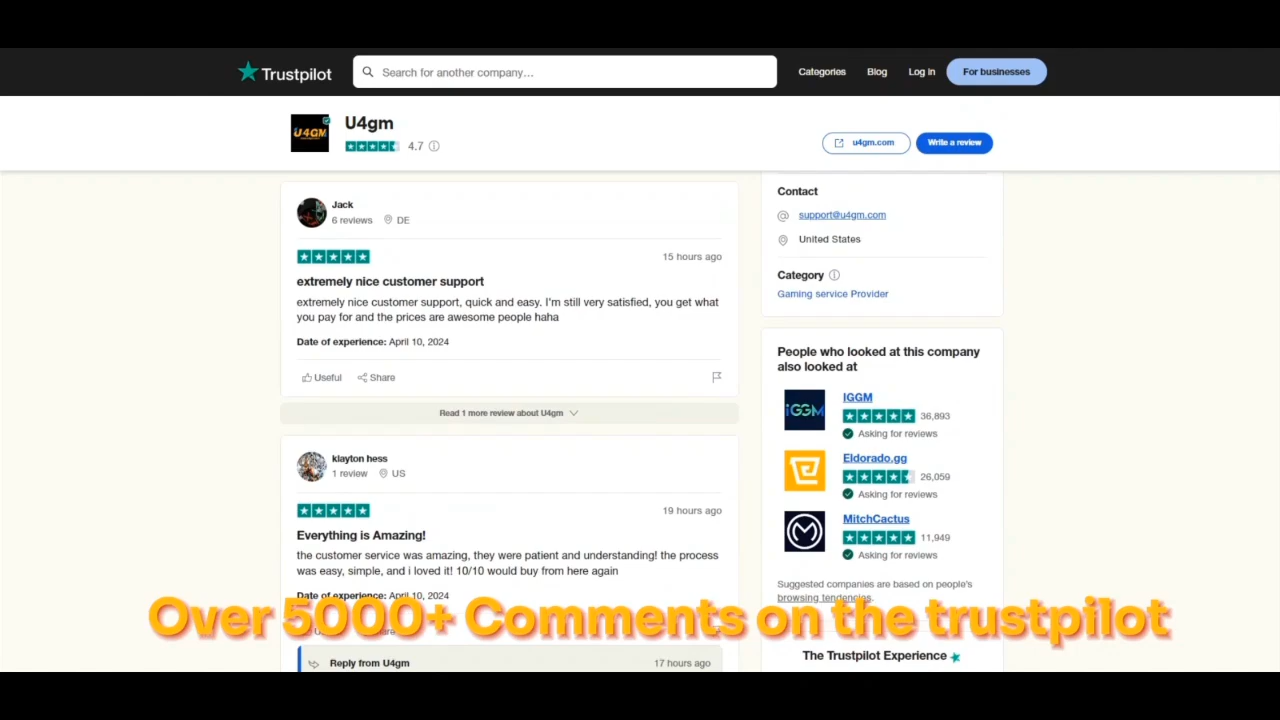 Trustpilot
Search for another company...
Categories
Blog
Log in
For businesses
U4GM
U4gm
4.7
u4gm.com
Write a review
Jack
6 reviews
DE
15 hours ago
extremely nice customer support
extremely nice customer support, quick and easy. I'm still very satisfied, you get what
you pay for and the prices are awesome people haha
Date of experience: April 10, 2024
Useful
Share
Read 1 more review about U4gm
klayton hess
1 review
US
19 hours ago
Everything is Amazing!
the customer service was amazing, they were patient and understanding! the process
was easy, simple, and i loved it! 10/10 would buy from here again
Date of experience: April 10, 2024
Reply from U4gm
17 hours ago
Contact
support@u4gm.com
United States
Category
Gaming service Provider
People who looked at this company
also looked at
iGGM
IGGM
36,893
Asking for reviews
Eldorado.gg
26,059
Asking for reviews
MitchCactus
11,949
Asking for reviews
Suggested companies are based on people's
browsing tendencies.
Over 5000+ Comments on the trustpilot
The Trustpilot Experience